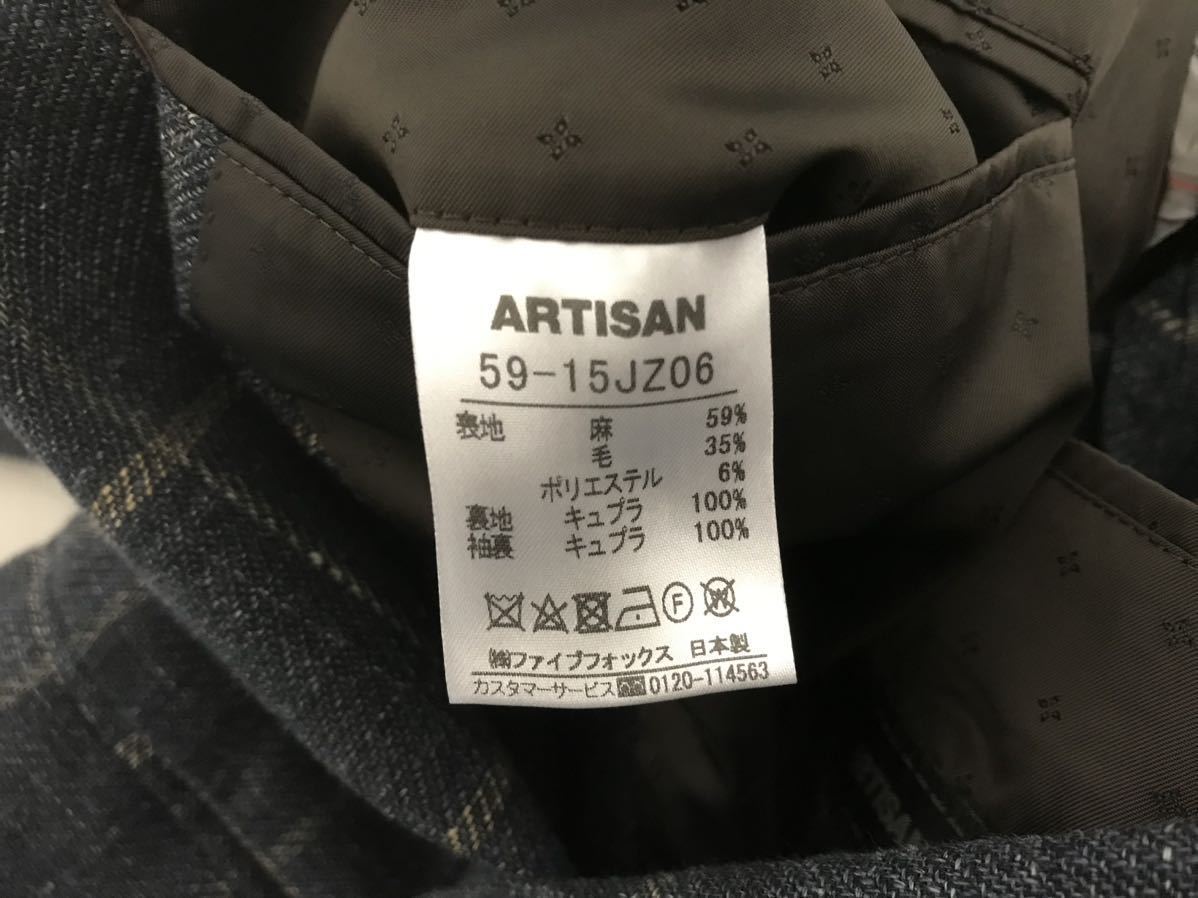 ARTISAN
59-15JZ06
表地 麻 59%
毛 35%
ポリエステル 6%
裏地 キュプラ 100%
袖裏 キュプラ 100%
F
W
㈱ファイブフォックス 日本製
カスタマーサービス 0120-114563
TISAN